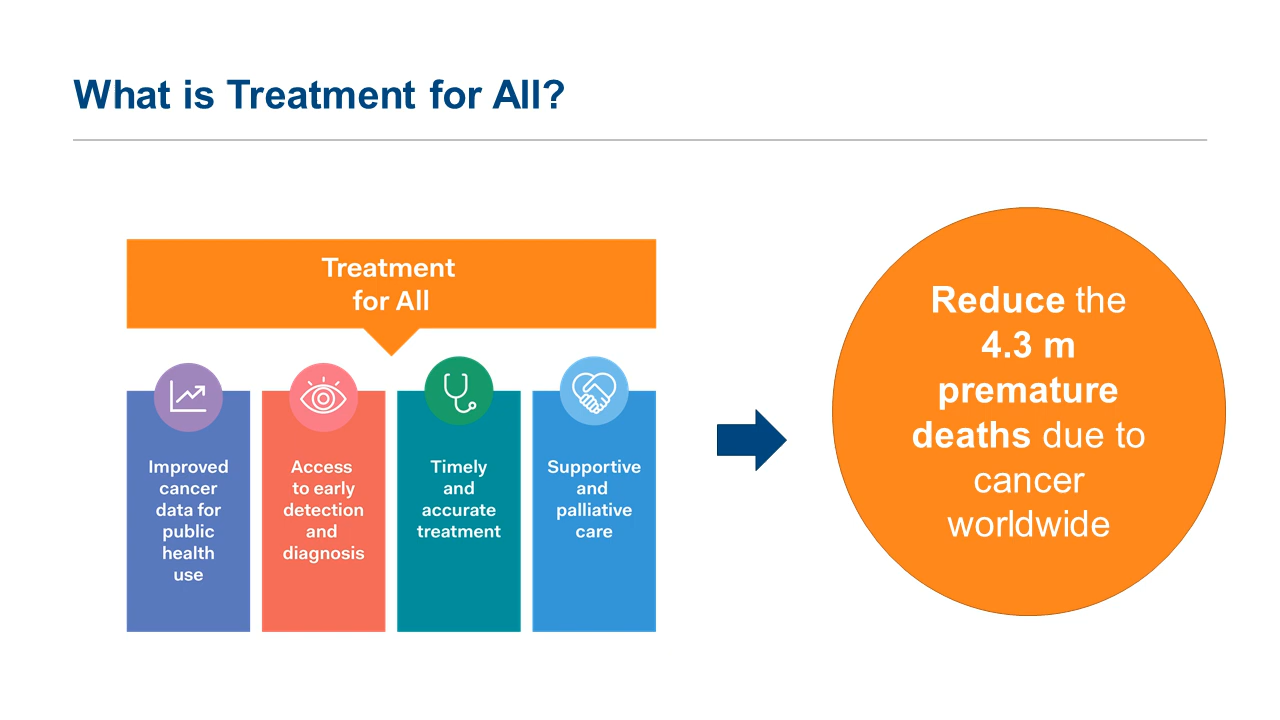 What is Treatment for All?
Treatment
for All
Improved
cancer
data for
public
health
use
Access
to early
detection
and
diagnosis
Timely
and
accurate
treatment
Supportive
and
palliative
care
Reduce the
4.3 m
premature
deaths due to
cancer
worldwide